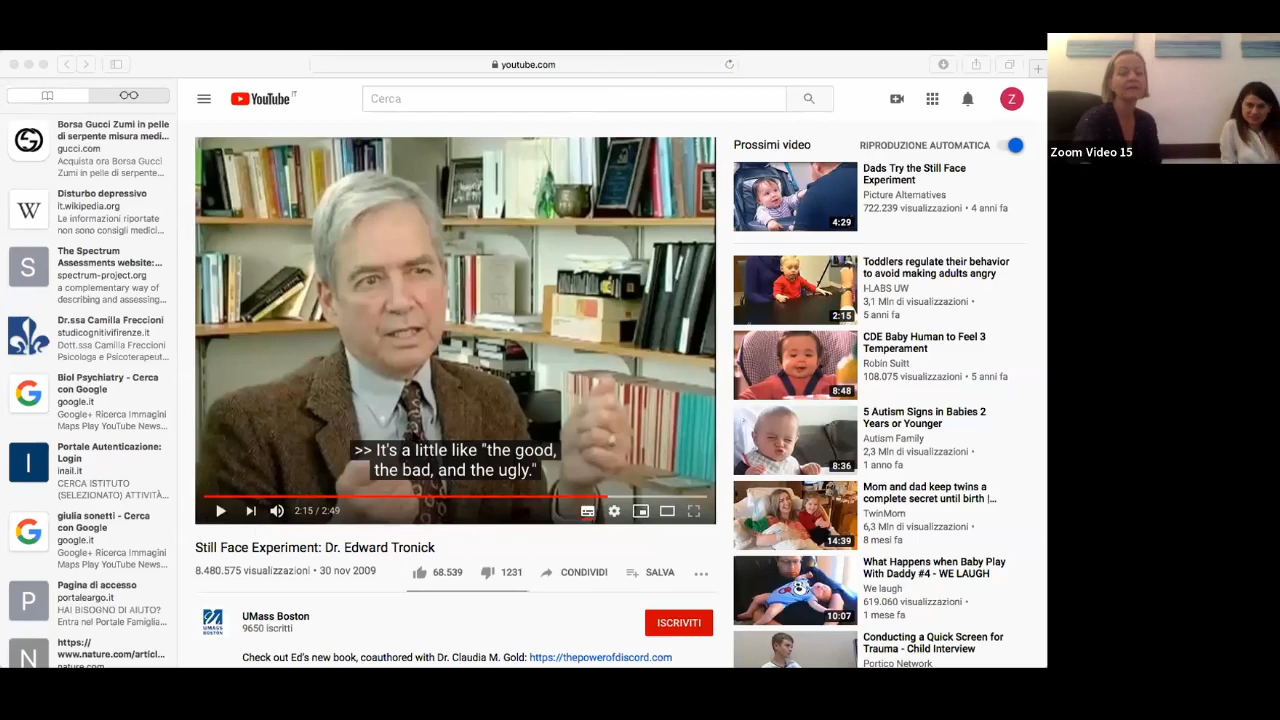 youtube.com
YouTube IT
Cerca
Z
Borsa Gucci Zumi in pelle
di serpente misura medi...
gucci.com
Acquista ora Borsa Gucci
Zumi in pelle di serpente...
W
Disturbo depressivo
it.wikipedia.org
Le informazioni riportate
non sono consigli medici...
S
The Spectrum
Assessments website:...
spectrum-project.org
a complementary way of
describing and assessing...
Dr.ssa Camilla Freccioni
studicognitivifirenze.it
Dott.ssa Camilla Freccioni
Psicologa e Psicoterapeut...
G
Biol Psychiatry - Cerca
con Google
google.it
Google+ Ricerca Immagini
Maps Play YouTube News...
I
Portale Autenticazione:
Login
inail.it
CERCA ISTITUTO
(SELEZIONATO) ATTIVITÀ...
G
giulia sonetti - Cerca
con Google
google.it
Google+ Ricerca Immagini
Maps Play YouTube News...
P
Pagina di accesso
portaleargo.it
HAI BISOGNO DI AIUTO?
Entra nel Portale Famiglia...
N
https://
www.nature.com/articl...
nature.com
>> It's a little like "the good,
the bad, and the ugly."
2:15 / 2:49
Still Face Experiment: Dr. Edward Tronick
8.480.575 visualizzazioni • 30 nov 2009
68.539
1231
CONDIVIDI
SALVA
UMASS
BOSTON
UMass Boston
9650 iscritti
ISCRIVITI
Check out Ed's new book, coauthored with Dr. Claudia M. Gold: https://thepowerofdiscord.com
Prossimi video
RIPRODUZIONE AUTOMATICA
4:29
Dads Try the Still Face
Experiment
Picture Alternatives
722.239 visualizzazioni • 4 anni fa
2:15
Toddlers regulate their behavior
to avoid making adults angry
I-LABS UW
3,1 Mln di visualizzazioni •
5 anni fa
8:48
CDE Baby Human to Feel 3
Temperament
Robin Suitt
108.075 visualizzazioni • 5 anni fa
8:36
5 Autism Signs in Babies 2
Years or Younger
Autism Family
2,3 Mln di visualizzazioni •
1 anno fa
14:39
Mom and dad keep twins a
complete secret until birth |...
TwinMom
6,3 Mln di visualizzazioni •
8 mesi fa
10:07
What Happens when Baby Play
With Daddy #4 - WE LAUGH
We laugh
619.060 visualizzazioni •
1 mese fa
Conducting a Quick Screen for
Trauma - Child Interview
Portico Network
Zoom Video 15